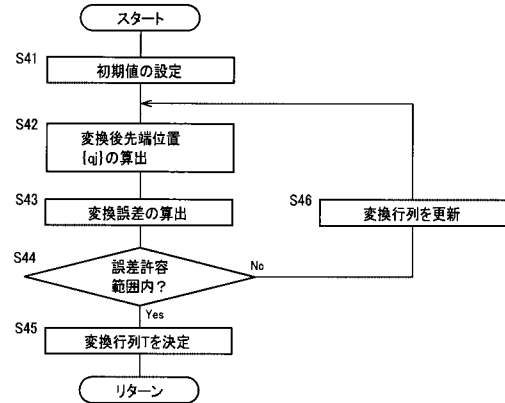 スタート
S41
初期値の設定
S42
変換後先端位置
{qj}の算出
S43
変換誤差の算出
S46
変換行列を更新
S44
誤差許容
範囲内?
No
Yes
S45
変換行列Tを決定
リターン